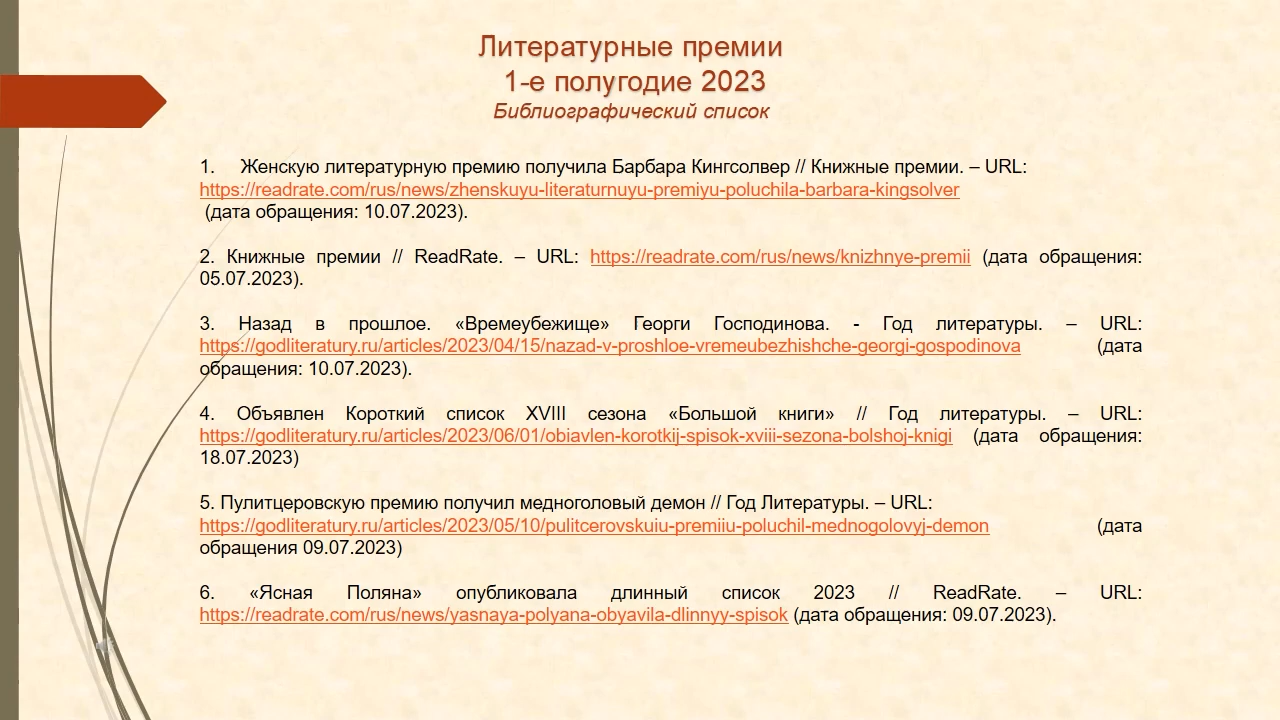 Литературные премии
1-е полугодие 2023
Библиографический список
1. Женскую литературную премию получила Барбара Кингсолвер // Книжные премии. – URL:
https://readrate.com/rus/news/zhenskuyu-literaturnuyu-premiyu-poluchila-barbara-kingsolver
(дата обращения: 10.07.2023).
2. Книжные премии // ReadRate. – URL: https://readrate.com/rus/news/knizhnye-premii (дата обращения:
05.07.2023).
3. Назад в прошлое. «Времеубежище» Георги Господинова. - Год литературы. – URL:
https://godliteratury.ru/articles/2023/04/15/nazad-v-proshloe-vremeubezhishche-georgi-gospodinova (дата
обращения: 10.07.2023).
4. Объявлен Короткий список XVIII сезона «Большой книги» // Год литературы. – URL:
https://godliteratury.ru/articles/2023/06/01/obiavlen-korotkij-spisok-xviii-sezona-bolshoj-knigi (дата обращения:
18.07.2023)
5. Пулитцеровскую премию получил медноголовый демон // Год Литературы. – URL:
https://godliteratury.ru/articles/2023/05/10/pulitcerovskuiu-premiiu-poluchil-mednogolovyj-demon (дата
обращения 09.07.2023)
6. «Ясная Поляна» опубликовала длинный список 2023 // ReadRate. – URL:
https://readrate.com/rus/news/yasnaya-polyana-obyavila-dlinnyy-spisok (дата обращения: 09.07.2023).